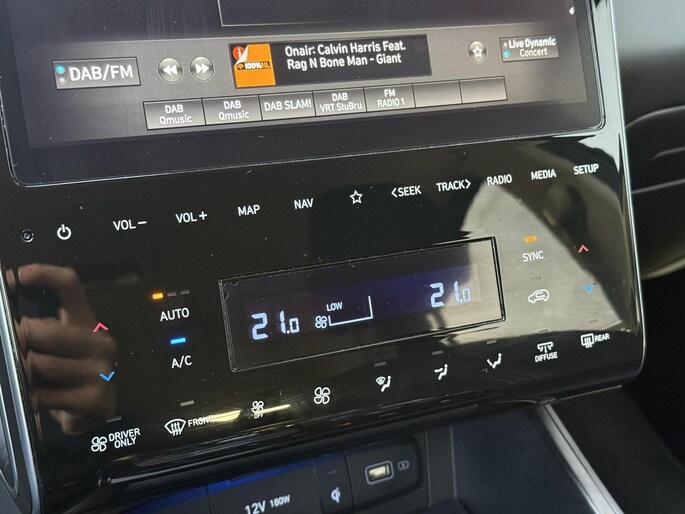 DAB/FM
100%NL
Onair: Calvin Harris Feat.
Rag N Bone Man - Giant
Live Dynamic
Concert
DAB
Qmusic
DAB
Qmusic
DAB SLAM!
DAB
VRT StuBru
FM
RADIO 1
VOL−
VOL+
MAP
NAV
<SEEK
TRACK>
RADIO
MEDIA
SETUP
AUTO
A/C
21.0
LOW
21.0
SYNC
DRIVER
ONLY
FRONT
OFF
DIFFUSE
REAR
12V 180W